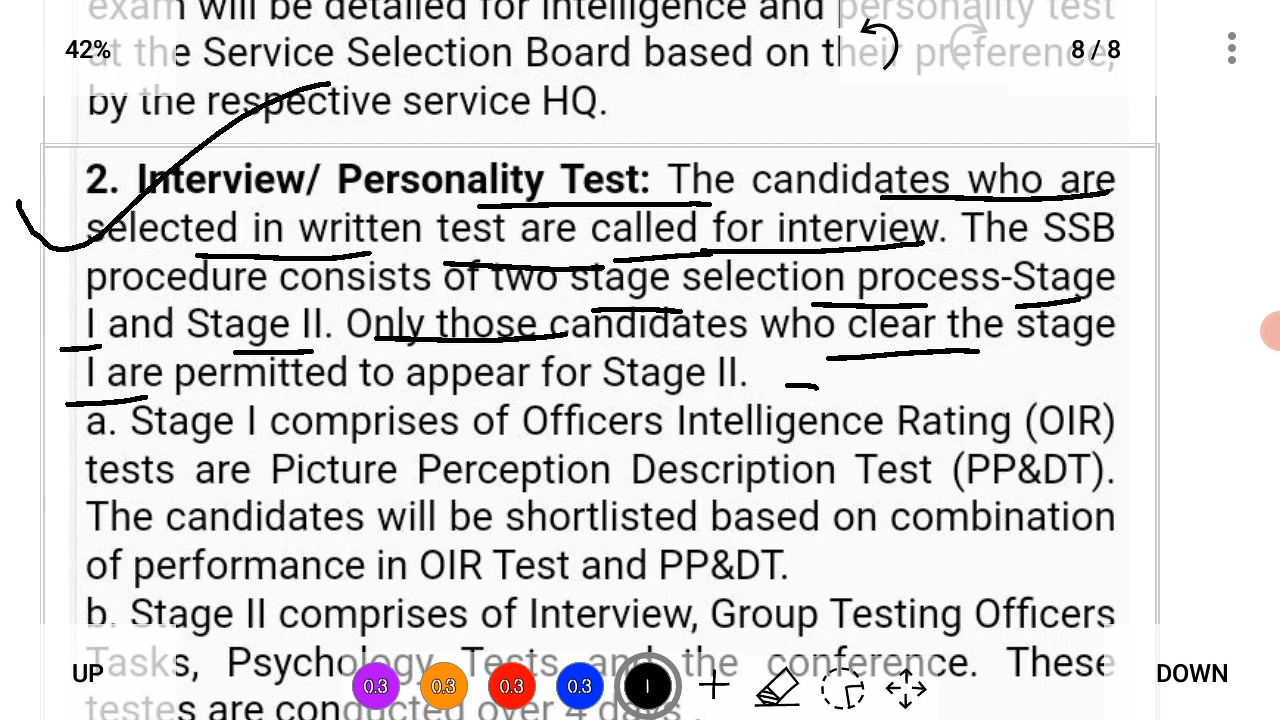 exam will be detailed for intelligence and personality test
42% at the Service Selection Board based on their preference, 8 / 8
by the respective service HQ.
2. Interview/ Personality Test: The candidates who are
selected in written test are called for interview. The SSB
procedure consists of two stage selection process-Stage
I and Stage II. Only those candidates who clear the stage
I are permitted to appear for Stage II.
a. Stage I comprises of Officers Intelligence Rating (OIR)
tests are Picture Perception Description Test (PP&DT).
The candidates will be shortlisted based on combination
of performance in OIR Test and PP&DT.
b. Stage II comprises of Interview, Group Testing Officers
Tasks, Psychology Tests and the conference. These
UP 0.3 0.3 0.3 0.3 I DOWN
testes are conducted over 4 days .